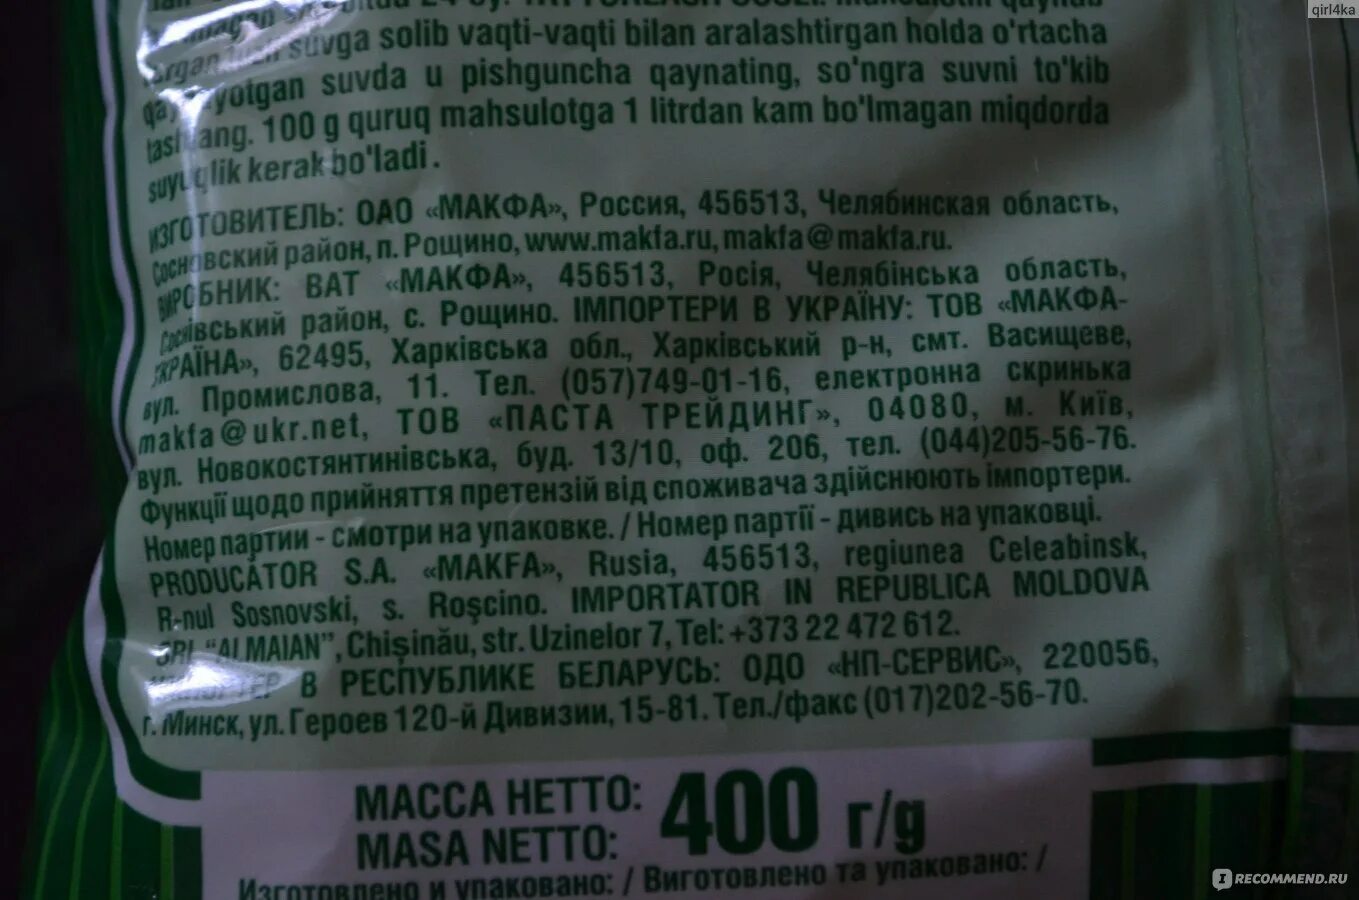 qirl4ka
suvga solib vaqti-vaqti bilan aralashtirgan holda o'rtacha
suvda u pishguncha qaynating, so'ngra suvni to'kib
100 g quruq mahsulotga 1 litrdan kam bo'lmagan miqdorda
kerak bo'ladi.
ИЗГОТОВИТЕЛЬ: ОАО «МАКФА», Россия, 456513, Челябинская область,
Сосновский район, п. Рощино, www.makfa.ru, makfa@makfa.ru.
ВИРОБНИК: ВАТ «МАКФА», 456513, Росія, Челябінська область,
Соснівський район, с. Рощино. ІМПОРТЕРИ В УКРАЇНУ: ТОВ «МАКФА-
УКРАЇНА», 62495, Харківська обл., Харківський р-н, смт. Васищеве,
вул. Промислова, 11. Тел. (057)749-01-16, електронна скринька
makfa@ukr.net, ТОВ «ПАСТА ТРЕЙДИНГ», 04080, м. Київ,
вул. Новокостянтинівська, буд. 13/10, оф. 206, тел. (044)205-56-76.
Функції щодо прийняття претензій від споживача здійснюють імпортери.
Номер партии - смотри на упаковке. / Номер партії - дивись на упаковці.
PRODUCĂTOR S.A. «MAKFA», Rusia, 456513, regiunea Celeabinsk,
R-nul Sosnovski, s. Roşcino. IMPORTATOR IN REPUBLICA MOLDOVA
SRL "ALMAIAN", Chişinău, str. Uzinelor 7, Tel: +373 22 472 612.
В РЕСПУБЛИКЕ БЕЛАРУСЬ: ОДО «НП-СЕРВИС», 220056,
г. Минск, ул. Героев 120-й Дивизии, 15-81. Тел./факс (017)202-56-70.
МАССА НЕТТО: 400 г/g
MASA NETTO:
Изготовлено и упаковано: / Виготовлено та упаковано: /
IRECOMMEND.RU